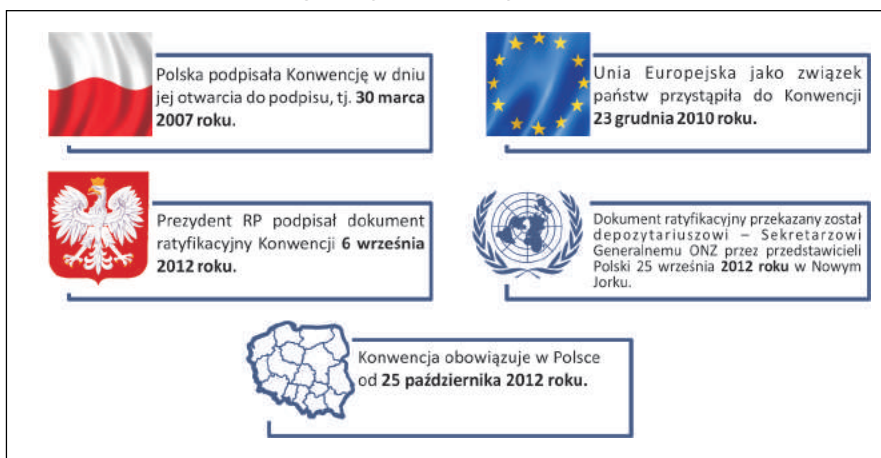 Polska podpisała Konwencję w dniu
jej otwarcia do podpisu, tj. 30 marca
2007 roku.
Unia Europejska jako związek
państw przystąpiła do Konwencji
23 grudnia 2010 roku.
Prezydent RP podpisał dokument
ratyfikacyjny Konwencji 6 września
2012 roku.
Dokument ratyfikacyjny przekazany został
depozytariuszowi – Sekretarzowi
Generalnemu ONZ przez przedstawicieli
Polski 25 września 2012 roku w Nowym
Jorku.
Konwencja obowiązuje w Polsce
od 25 października 2012 roku.